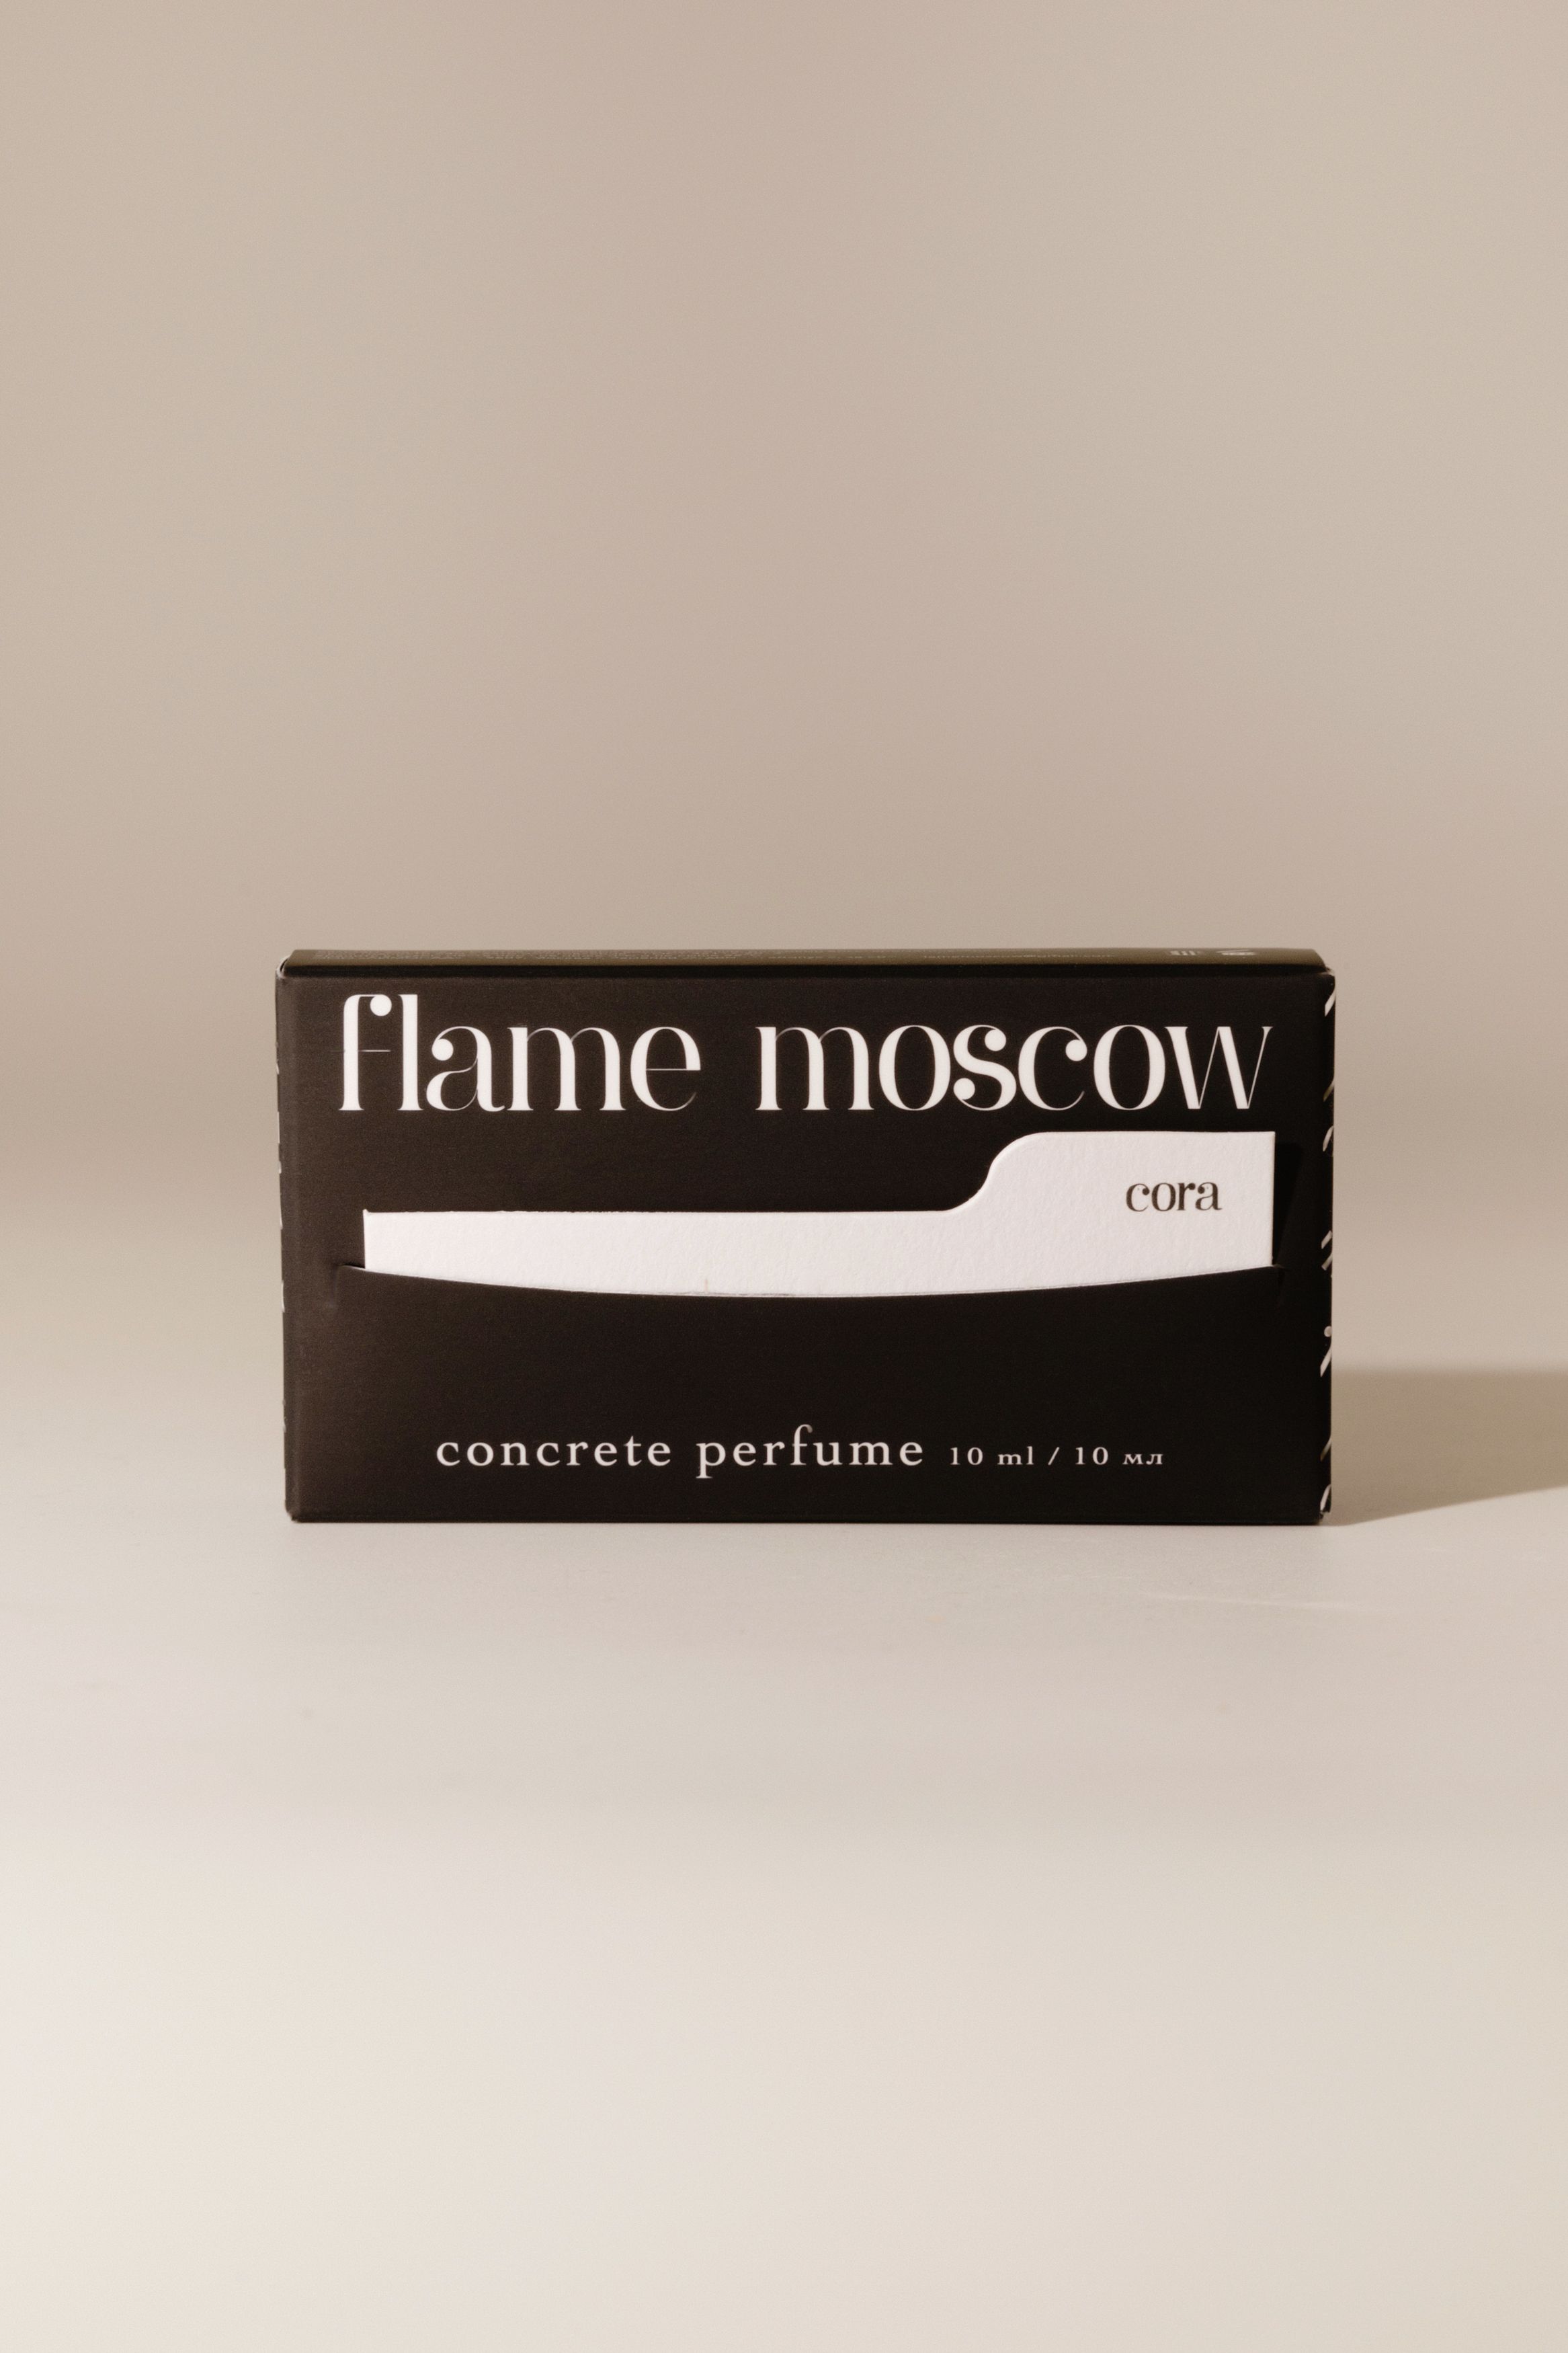 flame moscow
cora
concrete perfume 10 ml / 10 мл